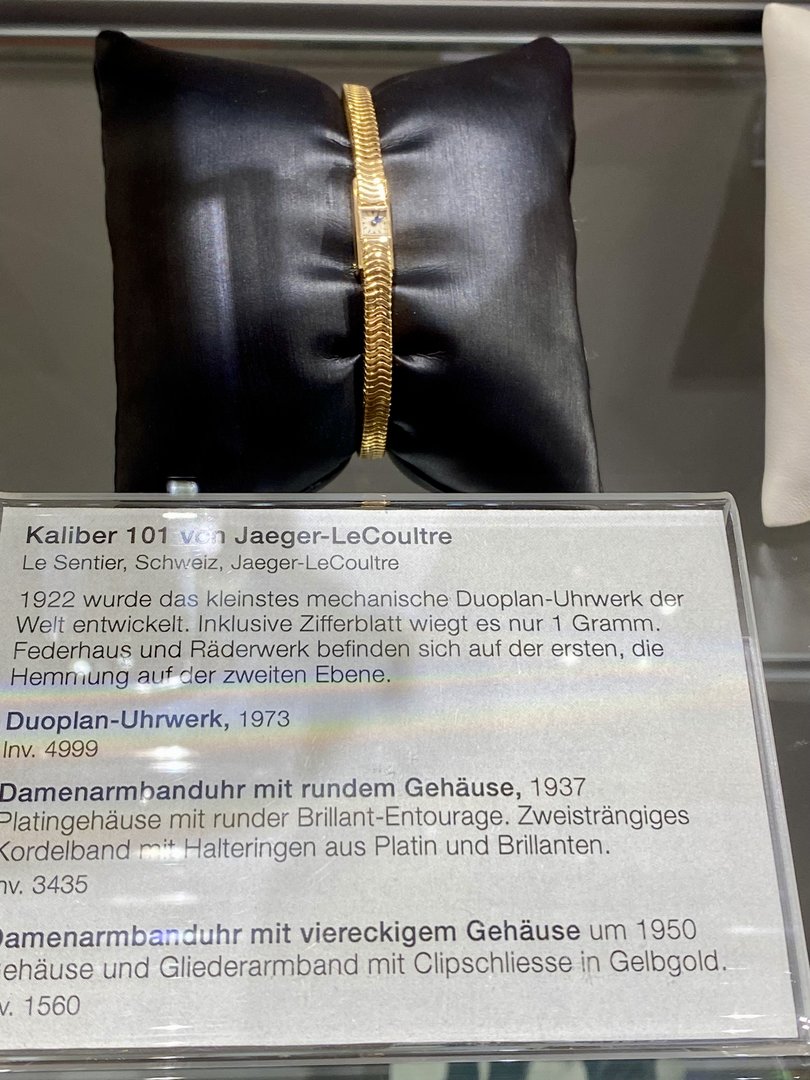 Kaliber 101 von Jaeger-LeCoultre
Le Sentier, Schweiz, Jaeger-LeCoultre
1922 wurde das kleinstes mechanische Duoplan-Uhrwerk der
Welt entwickelt. Inklusive Zifferblatt wiegt es nur 1 Gramm.
Federhaus und Räderwerk befinden sich auf der ersten, die
Hemmung auf der zweiten Ebene.
Duoplan-Uhrwerk, 1973
Inv. 4999
Damenarmbanduhr mit rundem Gehäuse, 1937
Platingehäuse mit runder Brillant-Entourage. Zweisträngiges
Kordelband mit Halteringen aus Platin und Brillanten.
nv. 3435
Damenarmbanduhr mit viereckigem Gehäuse um 1950
ehäuse und Gliederarmband mit Clipschliesse in Gelbgold.
v. 1560